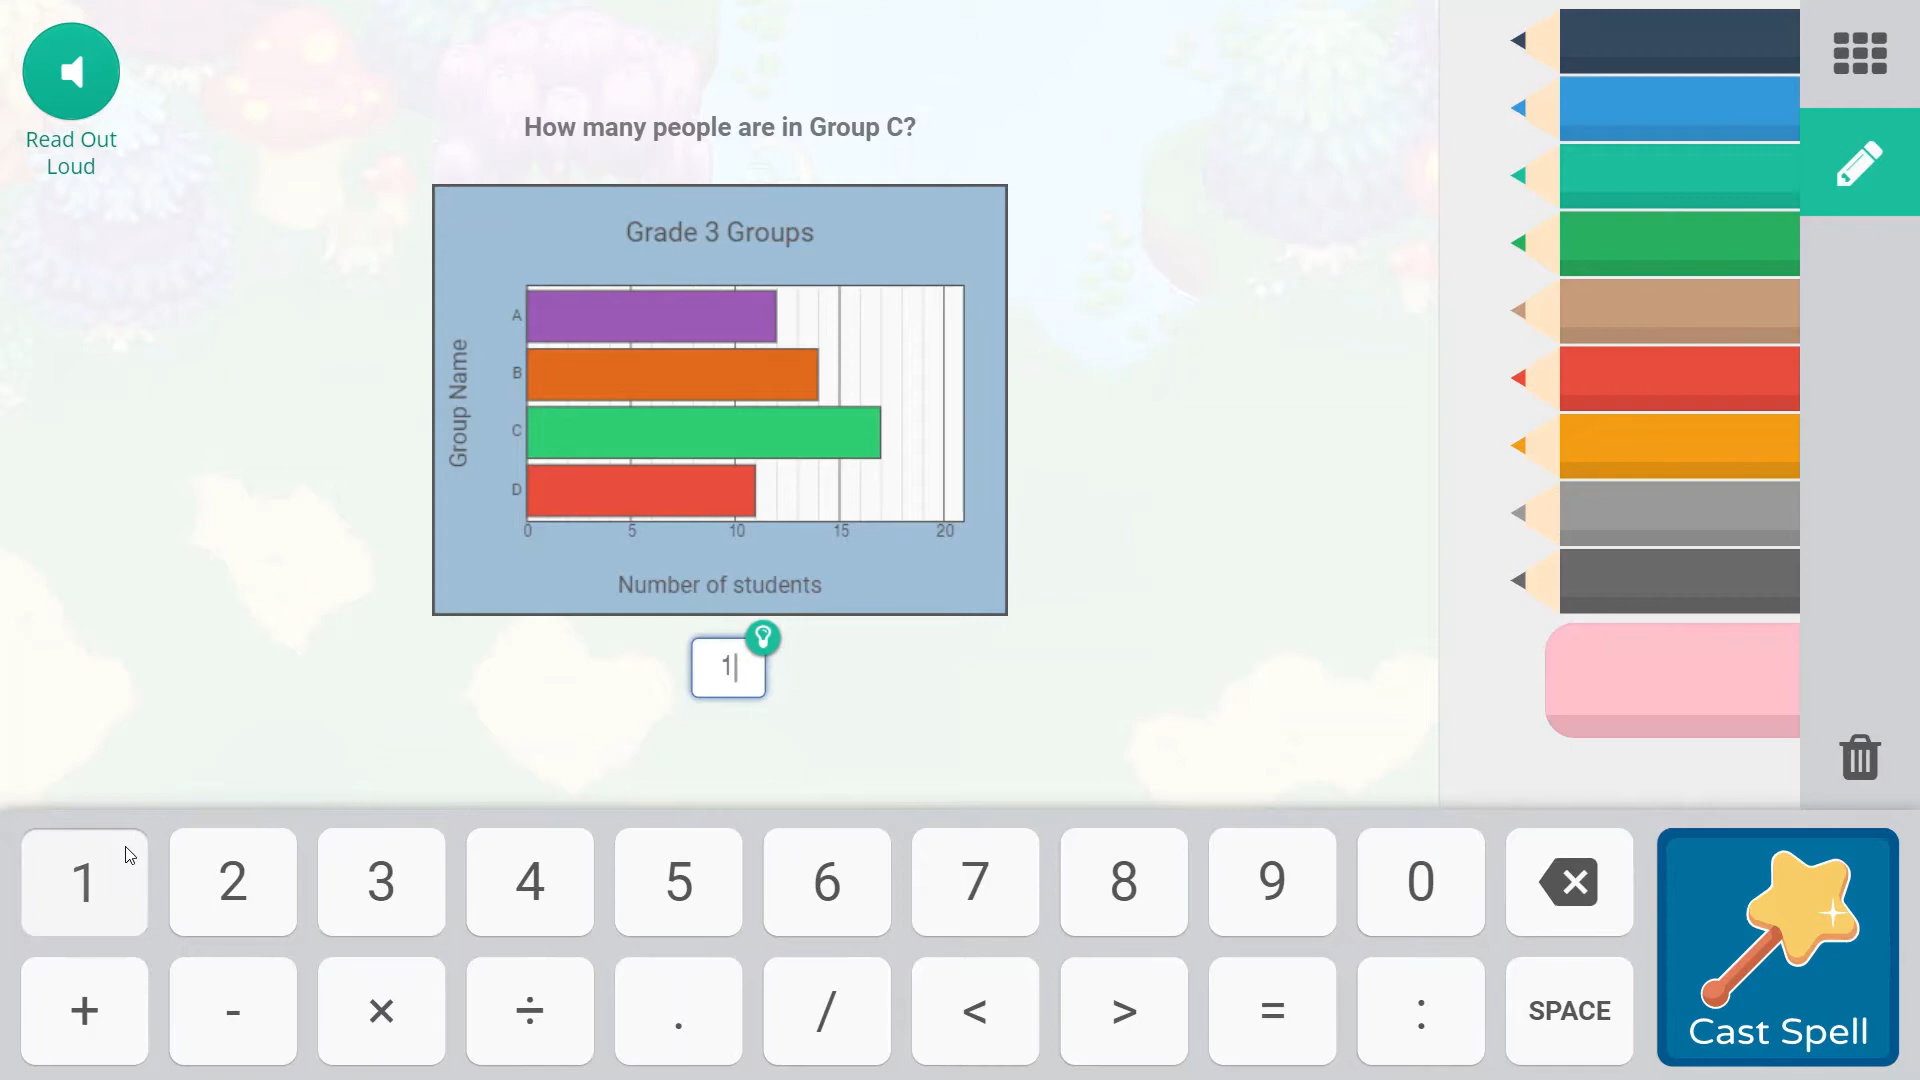 Read Out
Loud
How many people are in Group C?
Grade 3 Groups
Group Name
A
B
C
D
0 5 10 15 20
Number of students
1
1 2 3 4 5 6 7 8 9 0
+ - × ÷ . / < > = : SPACE
Cast Spell